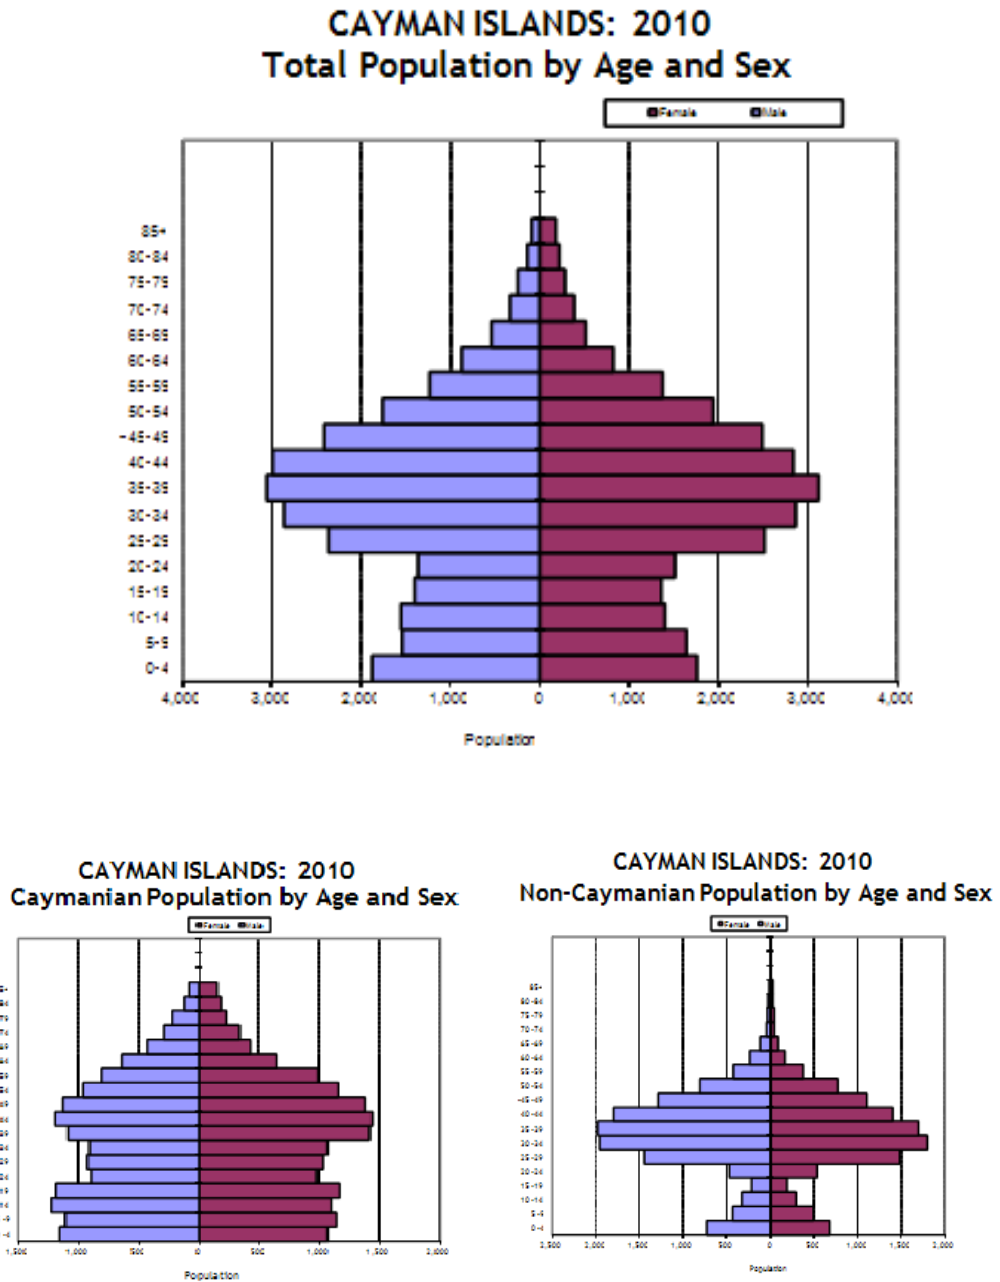 CAYMAN ISLANDS: 2010
Total Population by Age and Sex
Female Male
85+
80-84
75-79
70-74
65-69
60-64
55-59
50-54
-45-49
40-44
35-39
30-34
25-29
20-24
15-19
10-14
5-9
0-4
4,000 3,000 2,000 1,000 0 1,000 2,000 3,000 4,000
Population
CAYMAN ISLANDS: 2010
Caymanian Population by Age and Sex
Female Male
1,500 1,000 500 0 500 1,000 1,500 2,000
Population
CAYMAN ISLANDS: 2010
Non-Caymanian Population by Age and Sex
Female Male
85+
80-84
75-79
70-74
65-69
60-64
55-59
50-54
-45-49
40-44
35-39
30-34
25-29
20-24
15-19
10-14
5-9
0-4
2,500 2,000 1,500 1,000 500 0 500 1,000 1,500 2,000
Population